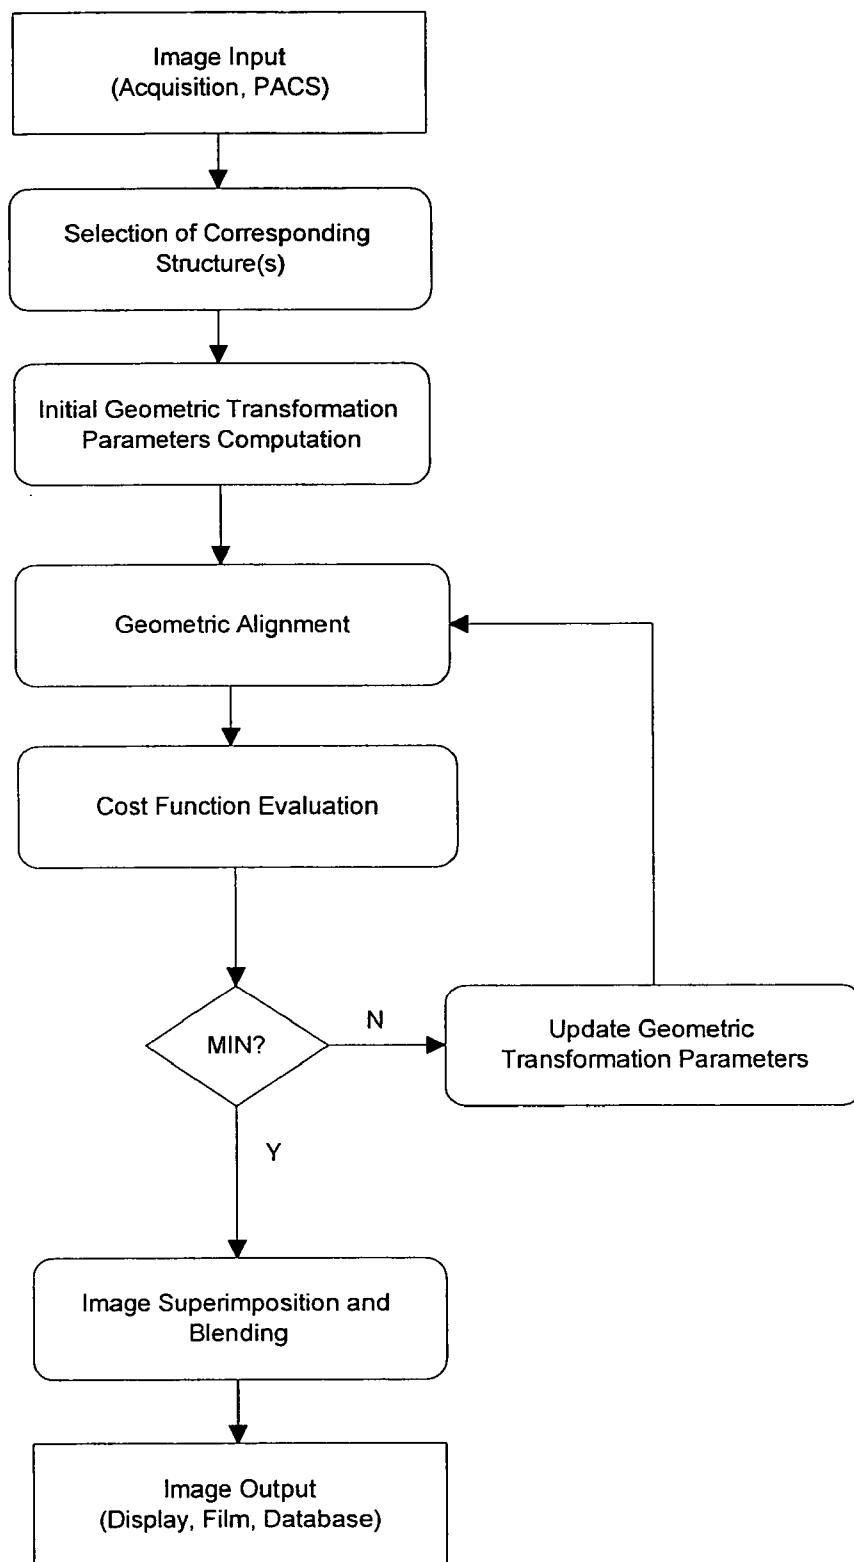 Image Input
(Acquisition, PACS)
Selection of Corresponding
Structure(s)
Initial Geometric Transformation
Parameters Computation
Geometric Alignment
Cost Function Evaluation
MIN?
N
Update Geometric
Transformation Parameters
Y
Image Superimposition and
Blending
Image Output
(Display, Film, Database)